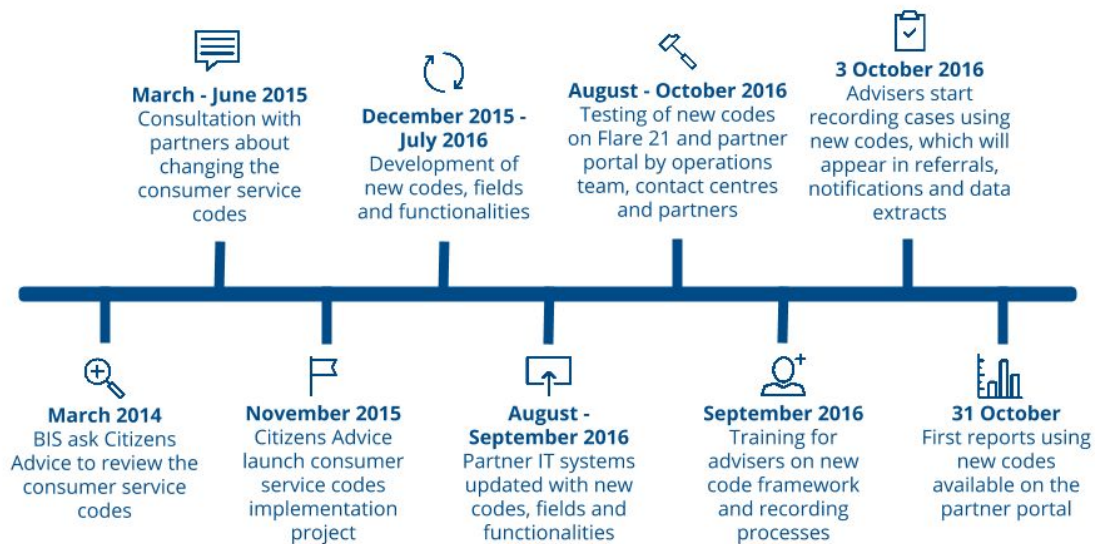 March - June 2015
Consultation with
partners about
changing the
consumer service
codes
December 2015 -
July 2016
Development of
new codes, fields
and functionalities
August - October 2016
Testing of new codes
on Flare 21 and partner
portal by operations
team, contact centres
and partners
3 October 2016
Advisers start
recording cases using
new codes, which will
appear in referrals,
notifications and data
extracts
March 2014
BIS ask Citizens
Advice to review the
consumer service
codes
November 2015
Citizens Advice
launch consumer
service codes
implementation
project
August -
September 2016
Partner IT systems
updated with new
codes, fields and
functionalities
September 2016
Training for
advisers on new
code framework
and recording
processes
31 October
First reports using
new codes
available on the
partner portal